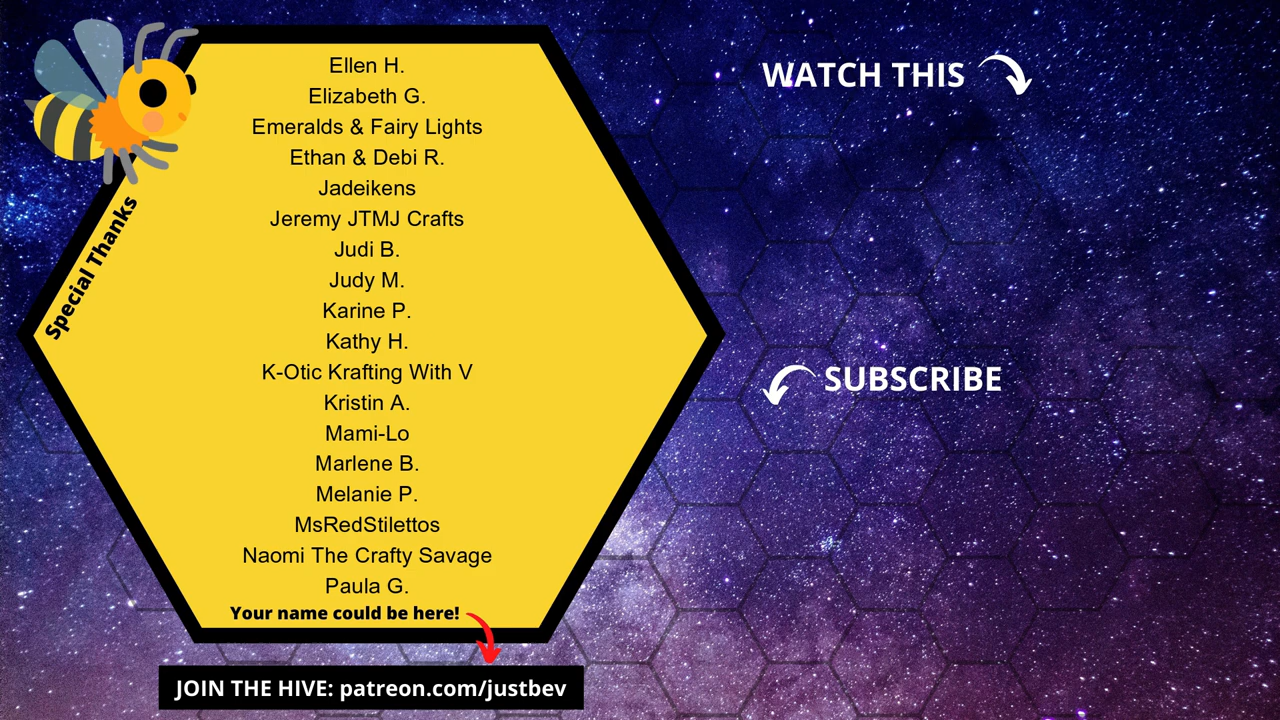 Special Thanks
Ellen H.
Elizabeth G.
Emeralds & Fairy Lights
Ethan & Debi R.
Jadeikens
Jeremy JTMJ Crafts
Judi B.
Judy M.
Karine P.
Kathy H.
K-Otic Krafting With V
Kristin A.
Mami-Lo
Marlene B.
Melanie P.
MsRedStilettos
Naomi The Crafty Savage
Paula G.
Your name could be here!
JOIN THE HIVE: patreon.com/justbev
WATCH THIS
SUBSCRIBE